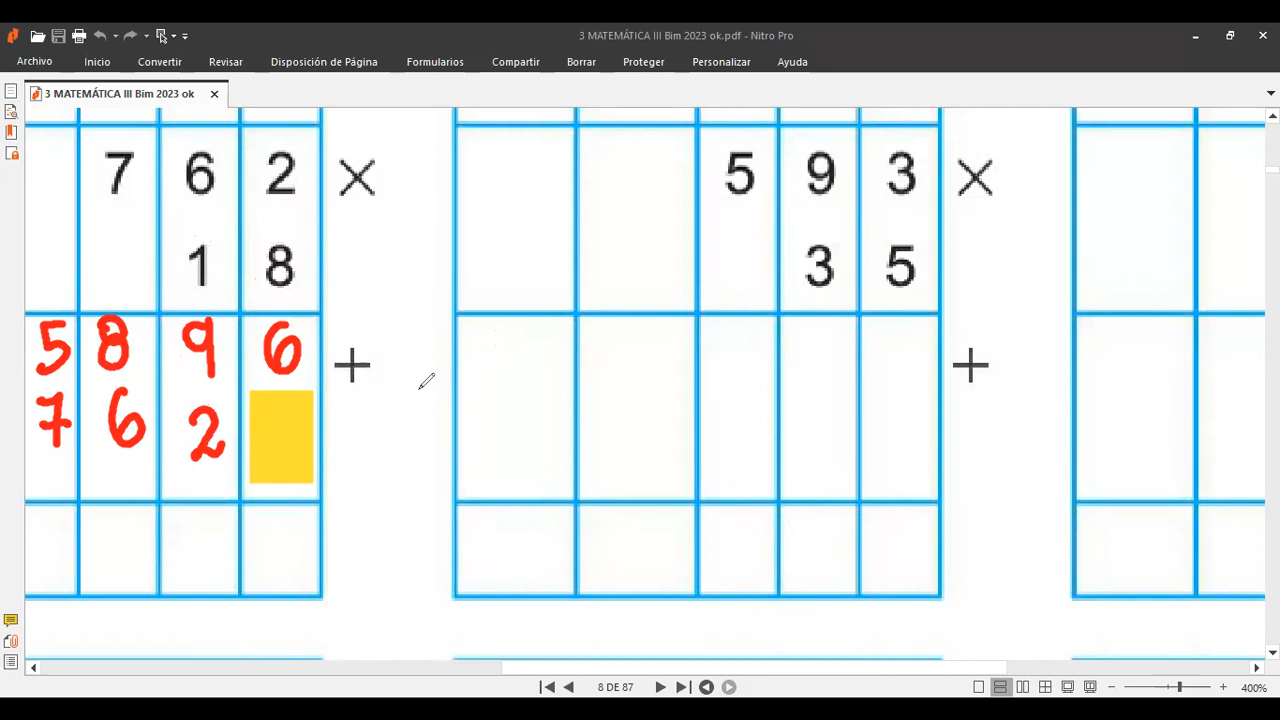 3 MATEMÁTICA III Bim 2023 ok.pdf - Nitro Pro
Archivo Inicio Convertir Revisar Disposición de Página Formularios Compartir Borrar Proteger Personalizar Ayuda
3 MATEMÁTICA III Bim 2023 ok
7 6 2 ×
1 8
5 8 9 6 +
7 6 2
5 9 3 ×
3 5
+
8 DE 87
400%